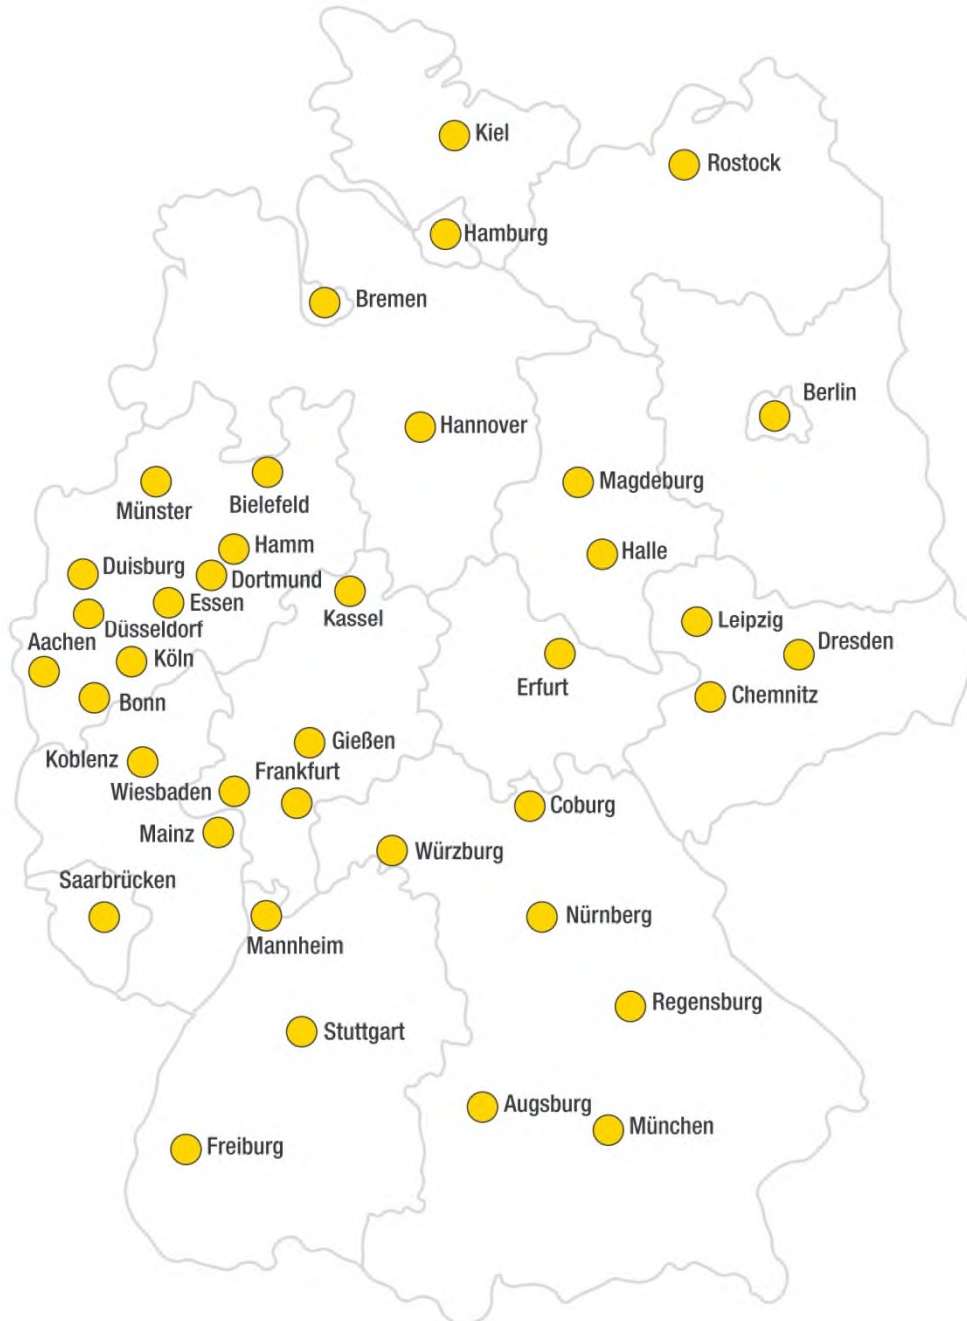 Kiel
Rostock
Hamburg
Bremen
Berlin
Hannover
Magdeburg
Bielefeld
Münster
Hamm
Halle
Duisburg
Dortmund
Essen
Kassel
Leipzig
Düsseldorf
Aachen
Dresden
Köln
Erfurt
Chemnitz
Bonn
Gießen
Koblenz
Frankfurt
Wiesbaden
Coburg
Mainz
Würzburg
Saarbrücken
Nürnberg
Mannheim
Regensburg
Stuttgart
Augsburg
München
Freiburg